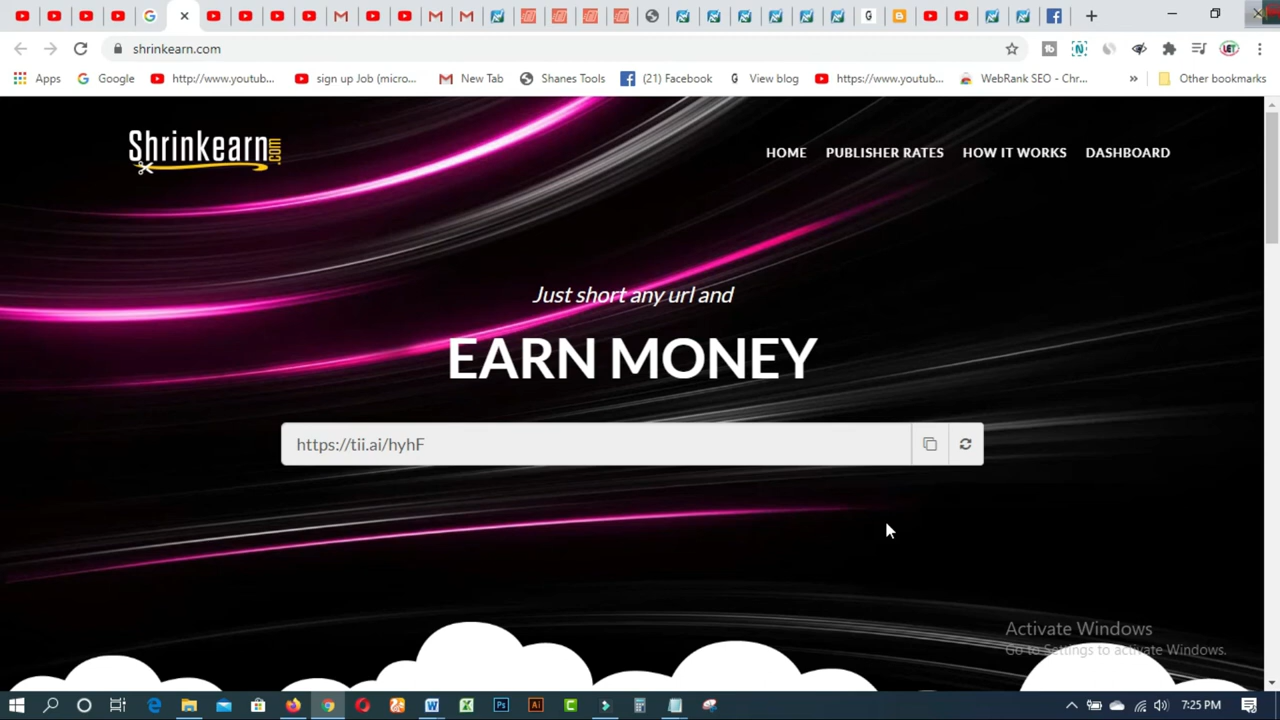 shrinkearn.com
Apps Google http://www.youtub... sign up Job (micro... New Tab Shanes Tools (21) Facebook View blog https://www.youtub... WebRank SEO - Chr... » Other bookmarks
Shrinkearn.com
HOME PUBLISHER RATES HOW IT WORKS DASHBOARD
Just short any url and
EARN MONEY
https://tii.ai/hyhF
Activate Windows
Go to Settings to activate Windows.
7:25 PM